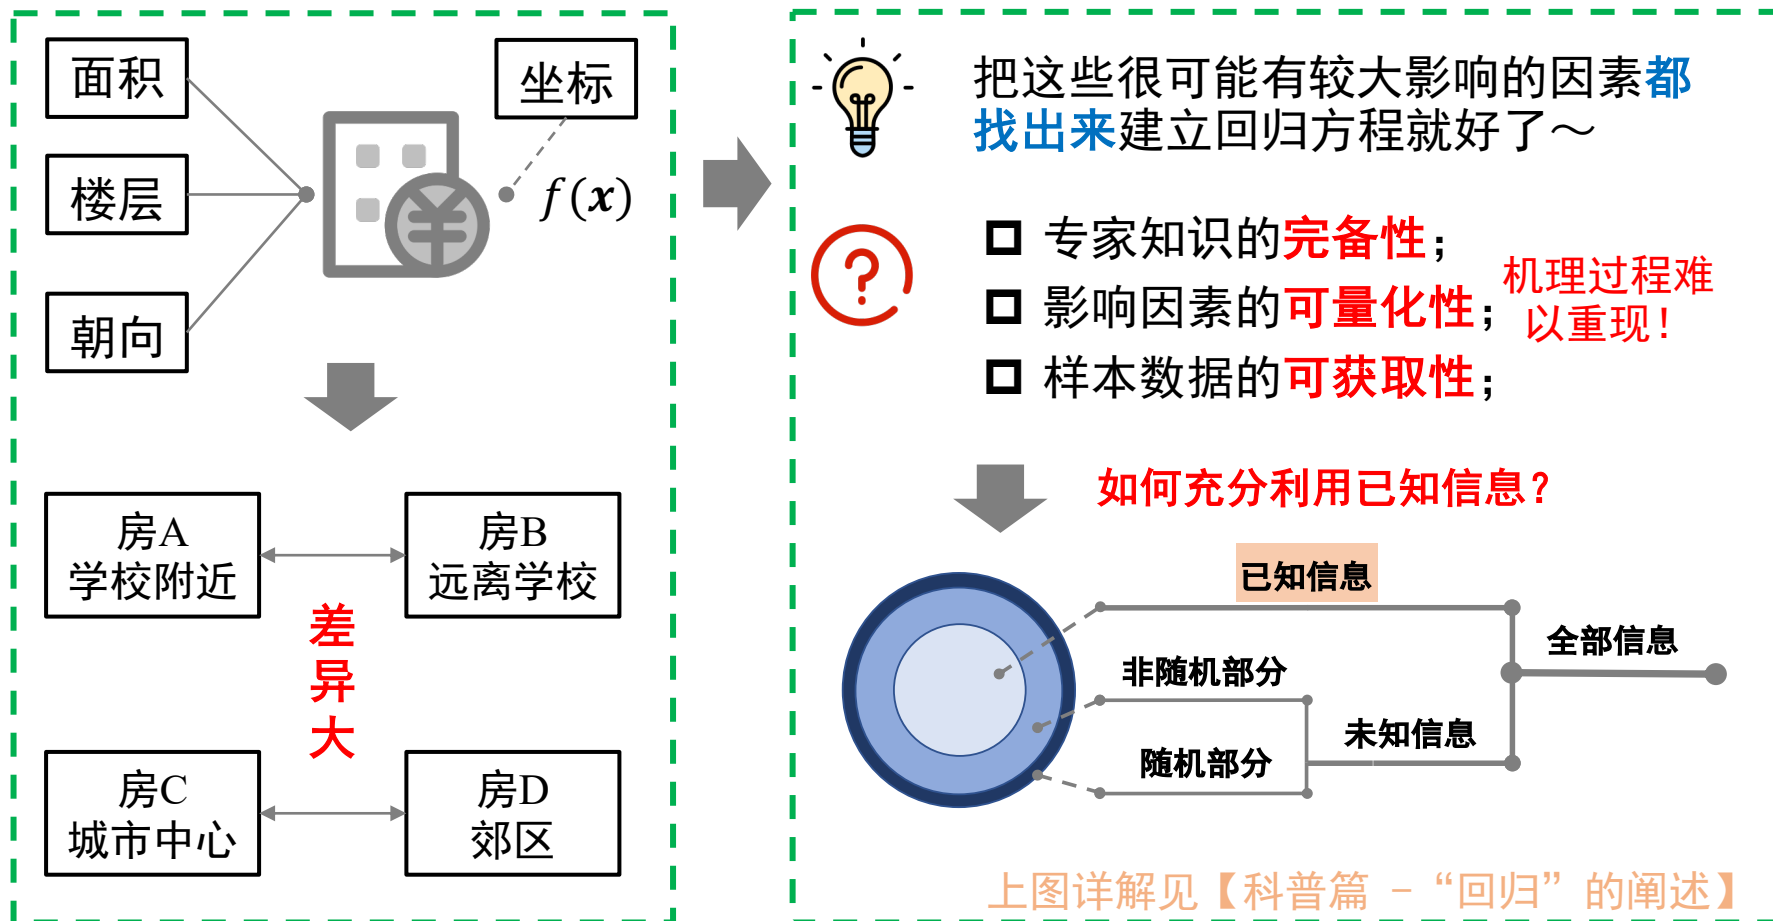 面积
坐标
楼层
f(x)
朝向
房A
学校附近
房B
远离学校
差
异
大
房C
城市中心
房D
郊区
把这些很可能有较大影响的因素都
找出来建立回归方程就好了～
专家知识的完备性；
影响因素的可量化性；
样本数据的可获取性；
机理过程难
以重现！
如何充分利用已知信息？
已知信息
非随机部分
随机部分
未知信息
全部信息
上图详解见【科普篇 - “回归”的阐述】